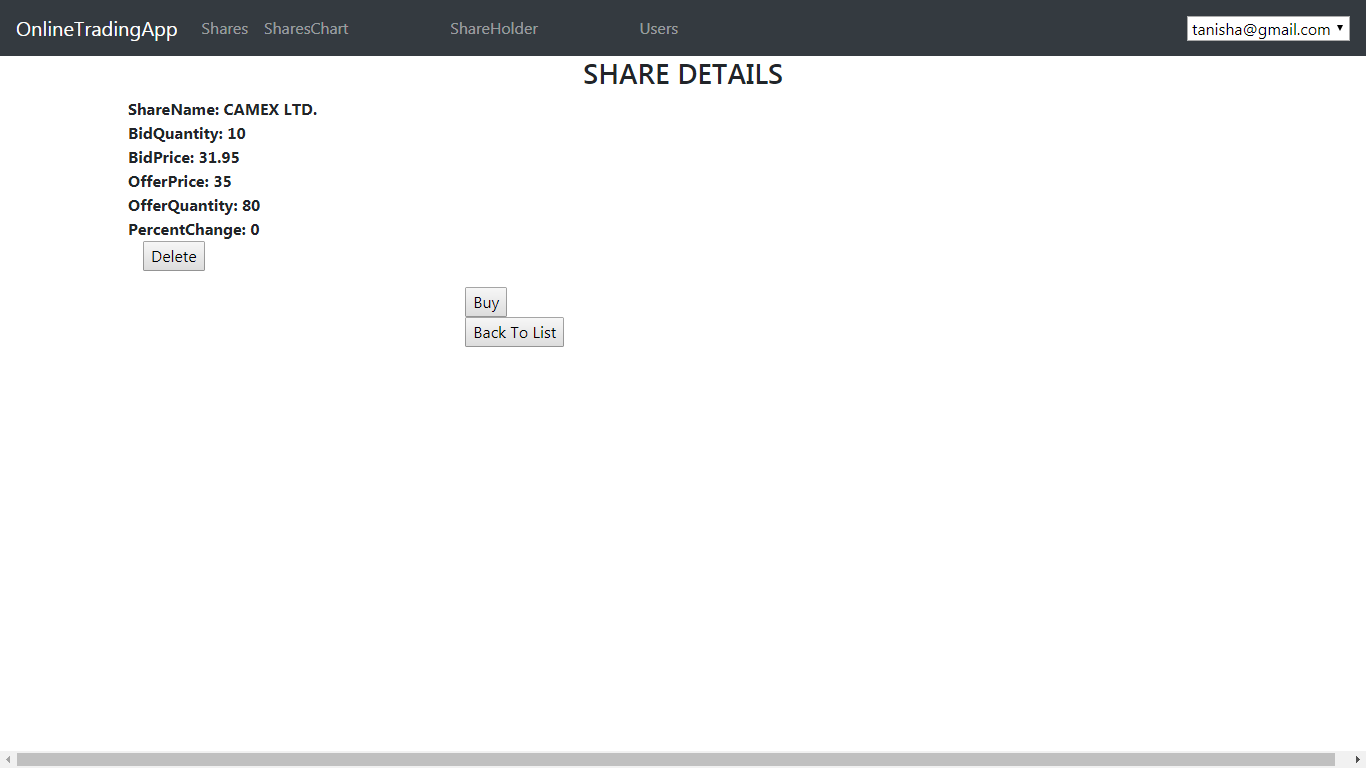 OnlineTradingApp Shares SharesChart ShareHolder Users tanisha@gmail.com
SHARE DETAILS
ShareName: CAMEX LTD.
BidQuantity: 10
BidPrice: 31.95
OfferPrice: 35
OfferQuantity: 80
PercentChange: 0
Delete
Buy
Back To List